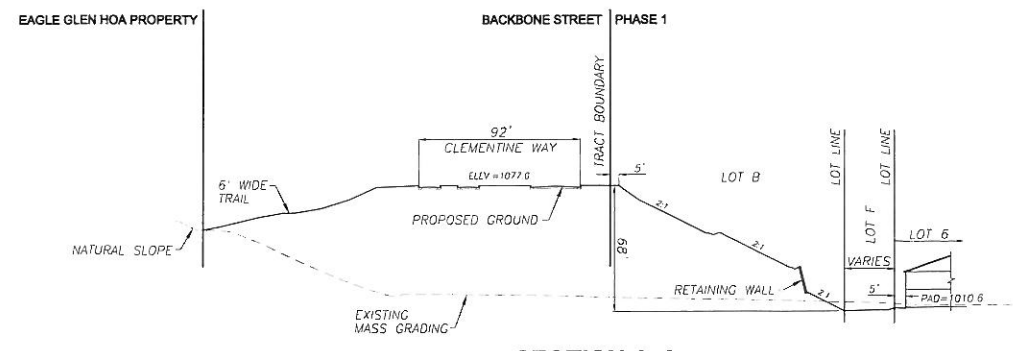 EAGLE GLEN HOA PROPERTY
BACKBONE STREET
PHASE 1
TRACT BOUNDARY
92'
CLEMENTINE WAY
ELEV=1077.0
5'
LOT B
LOT LINE
LOT F
LOT LINE
LOT 6
6' WIDE
TRAIL
PROPOSED GROUND
2:1
NATURAL SLOPE
68'
2:1
VARIES
RETAINING WALL
2:1
5'
PAD=1010.6
EXISTING
MASS GRADING